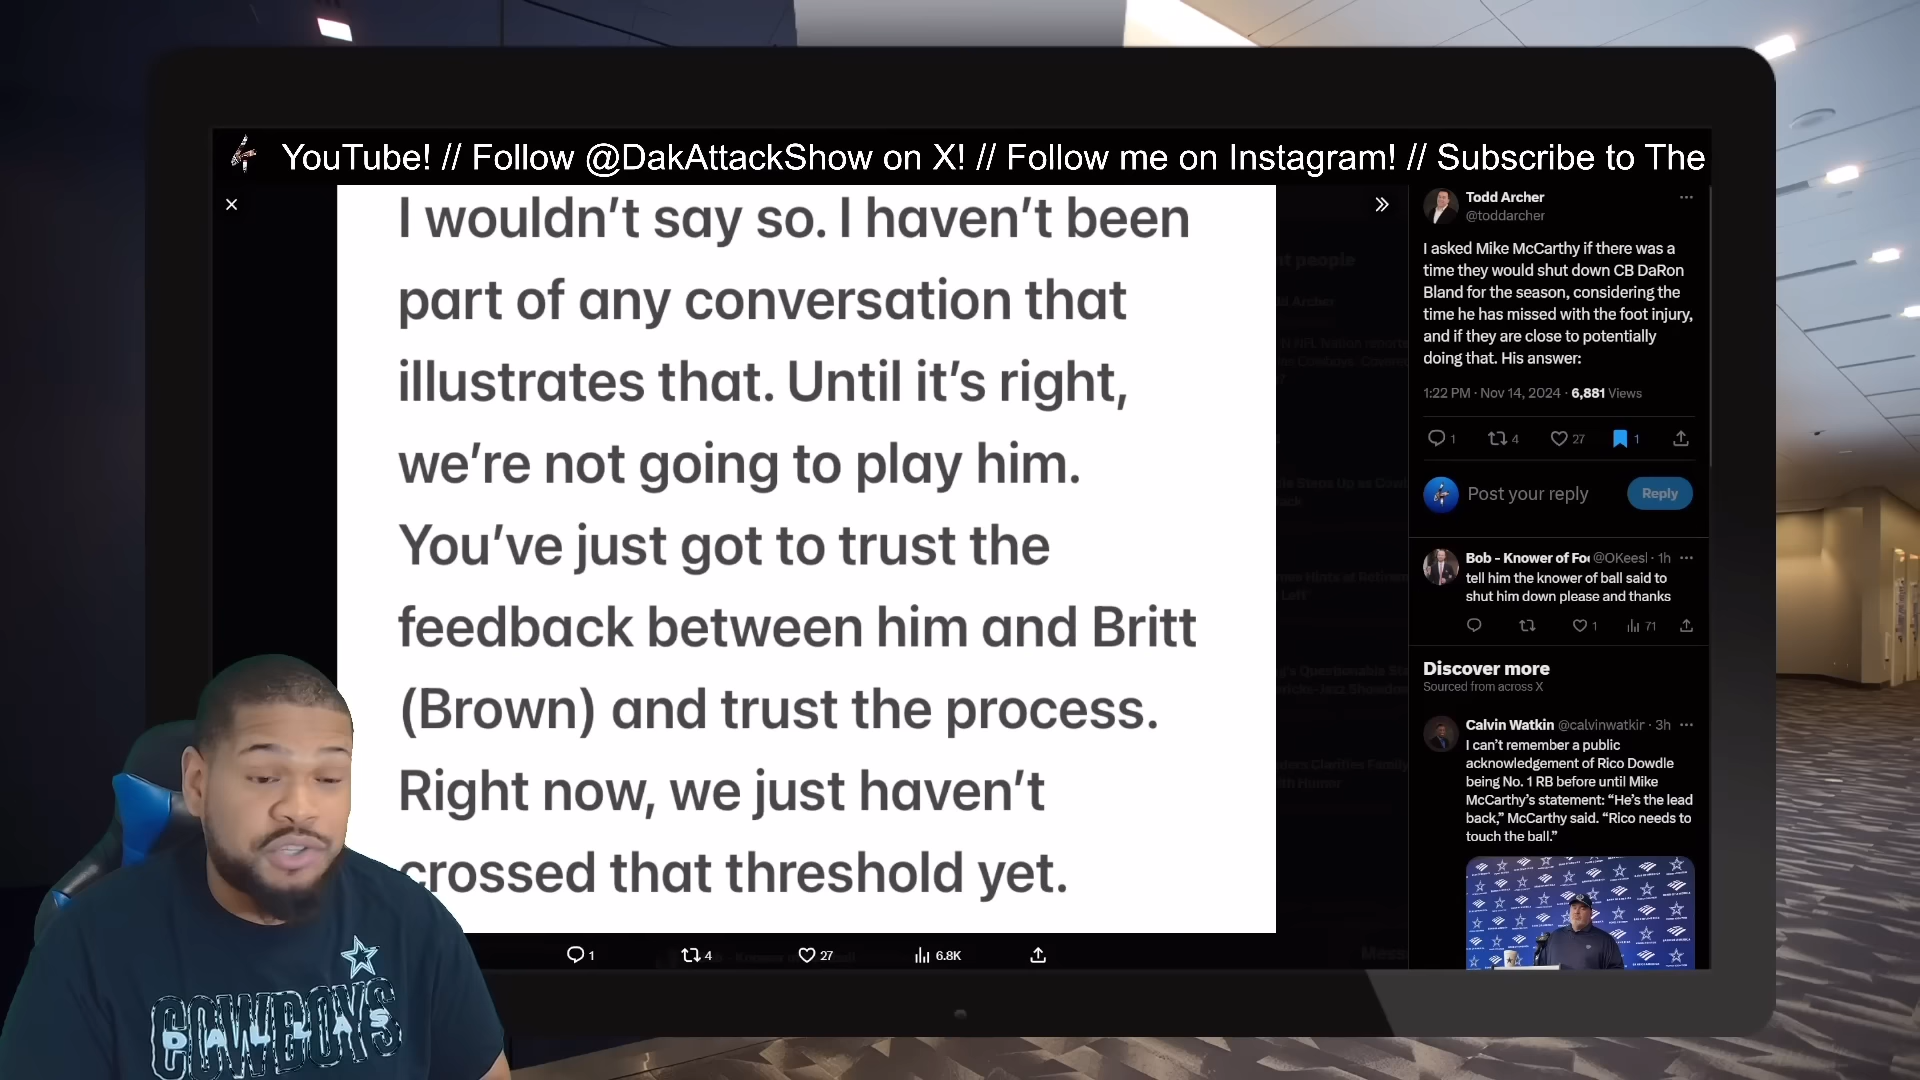 YouTube! // Follow @DakAttackShow on X! // Follow me on Instagram! // Subscribe to The
I wouldn't say so. I haven't been
part of any conversation that
illustrates that. Until it's right,
we're not going to play him.
You've just got to trust the
feedback between him and Britt
(Brown) and trust the process.
Right now, we just haven't
crossed that threshold yet.
1 4 27 6.8K
Todd Archer
@toddarcher
I asked Mike McCarthy if there was a
time they would shut down CB DaRon
Bland for the season, considering the
time he has missed with the foot injury,
and if they are close to potentially
doing that. His answer:
1:22 PM · Nov 14, 2024 · 6,881 Views
1 4 27 1
Post your reply
Reply
Bob - Knower of Foo @OKeesl · 1h
tell him the knower of ball said to
shut him down please and thanks
1 71
Discover more
Sourced from across X
Calvin Watkin @calvinwatkir · 3h
I can't remember a public
acknowledgement of Rico Dowdle
being No. 1 RB before until Mike
McCarthy's statement: “He's the lead
back,” McCarthy said. “Rico needs to
touch the ball.”
COWBOYS
DALLAS